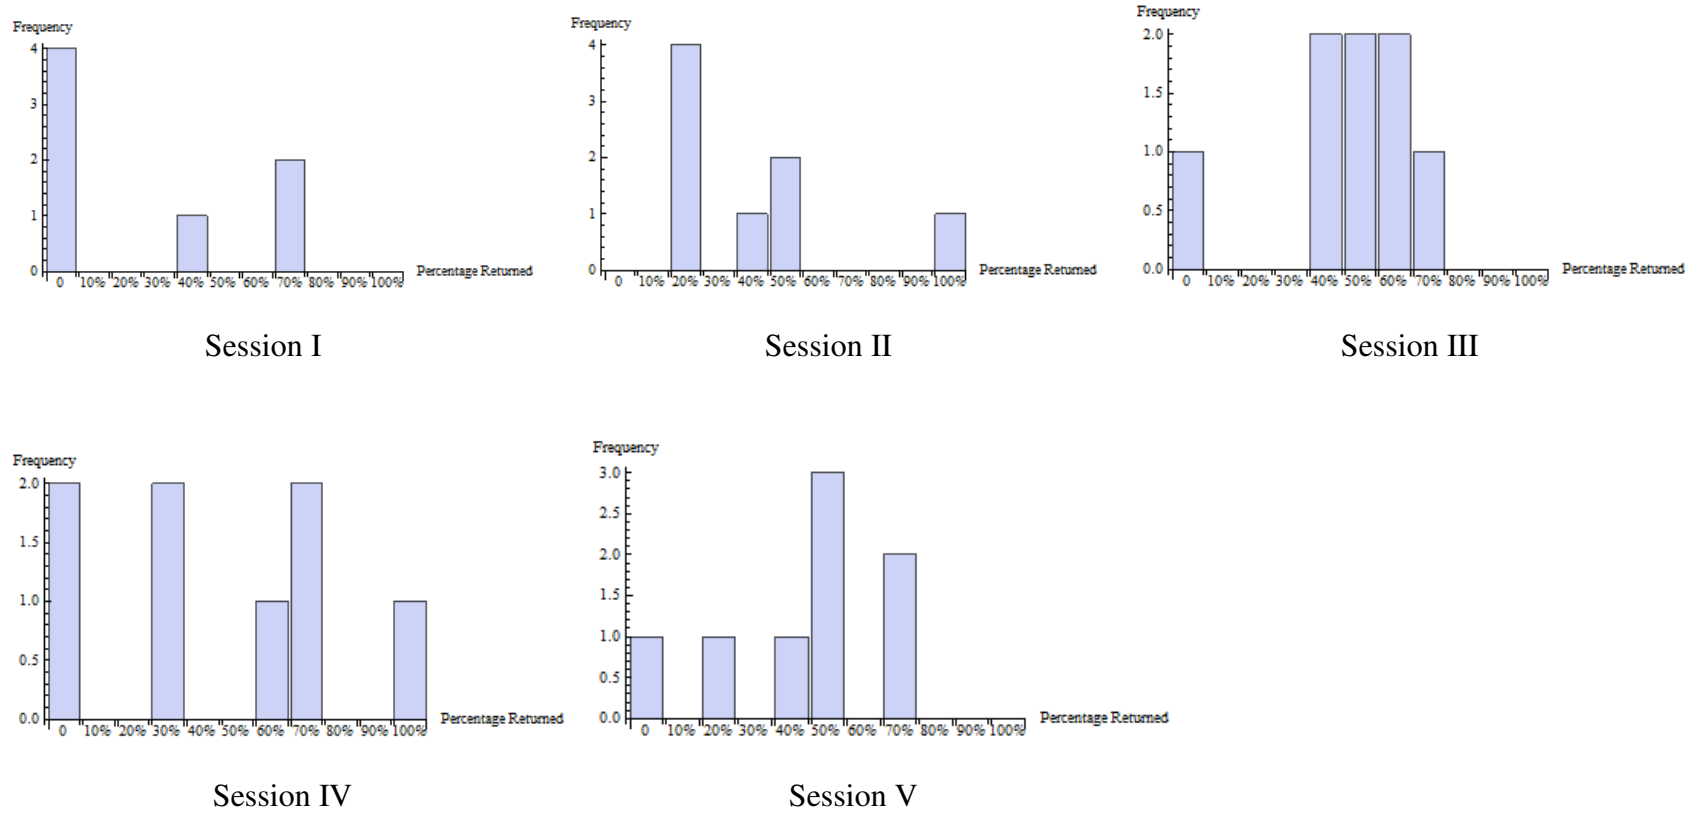 Frequency
4
3
2
1
0
0 10% 20% 30% 40% 50% 60% 70% 80% 90% 100%
Percentage Returned
Session I
Frequency
4
3
2
1
0
0 10% 20% 30% 40% 50% 60% 70% 80% 90% 100%
Percentage Returned
Session II
Frequency
2.0
1.5
1.0
0.5
0.0
0 10% 20% 30% 40% 50% 60% 70% 80% 90% 100%
Percentage Returned
Session III
Frequency
2.0
1.5
1.0
0.5
0.0
0 10% 20% 30% 40% 50% 60% 70% 80% 90% 100%
Percentage Returned
Session IV
Frequency
3.0
2.5
2.0
1.5
1.0
0.5
0.0
0 10% 20% 30% 40% 50% 60% 70% 80% 90% 100%
Percentage Returned
Session V